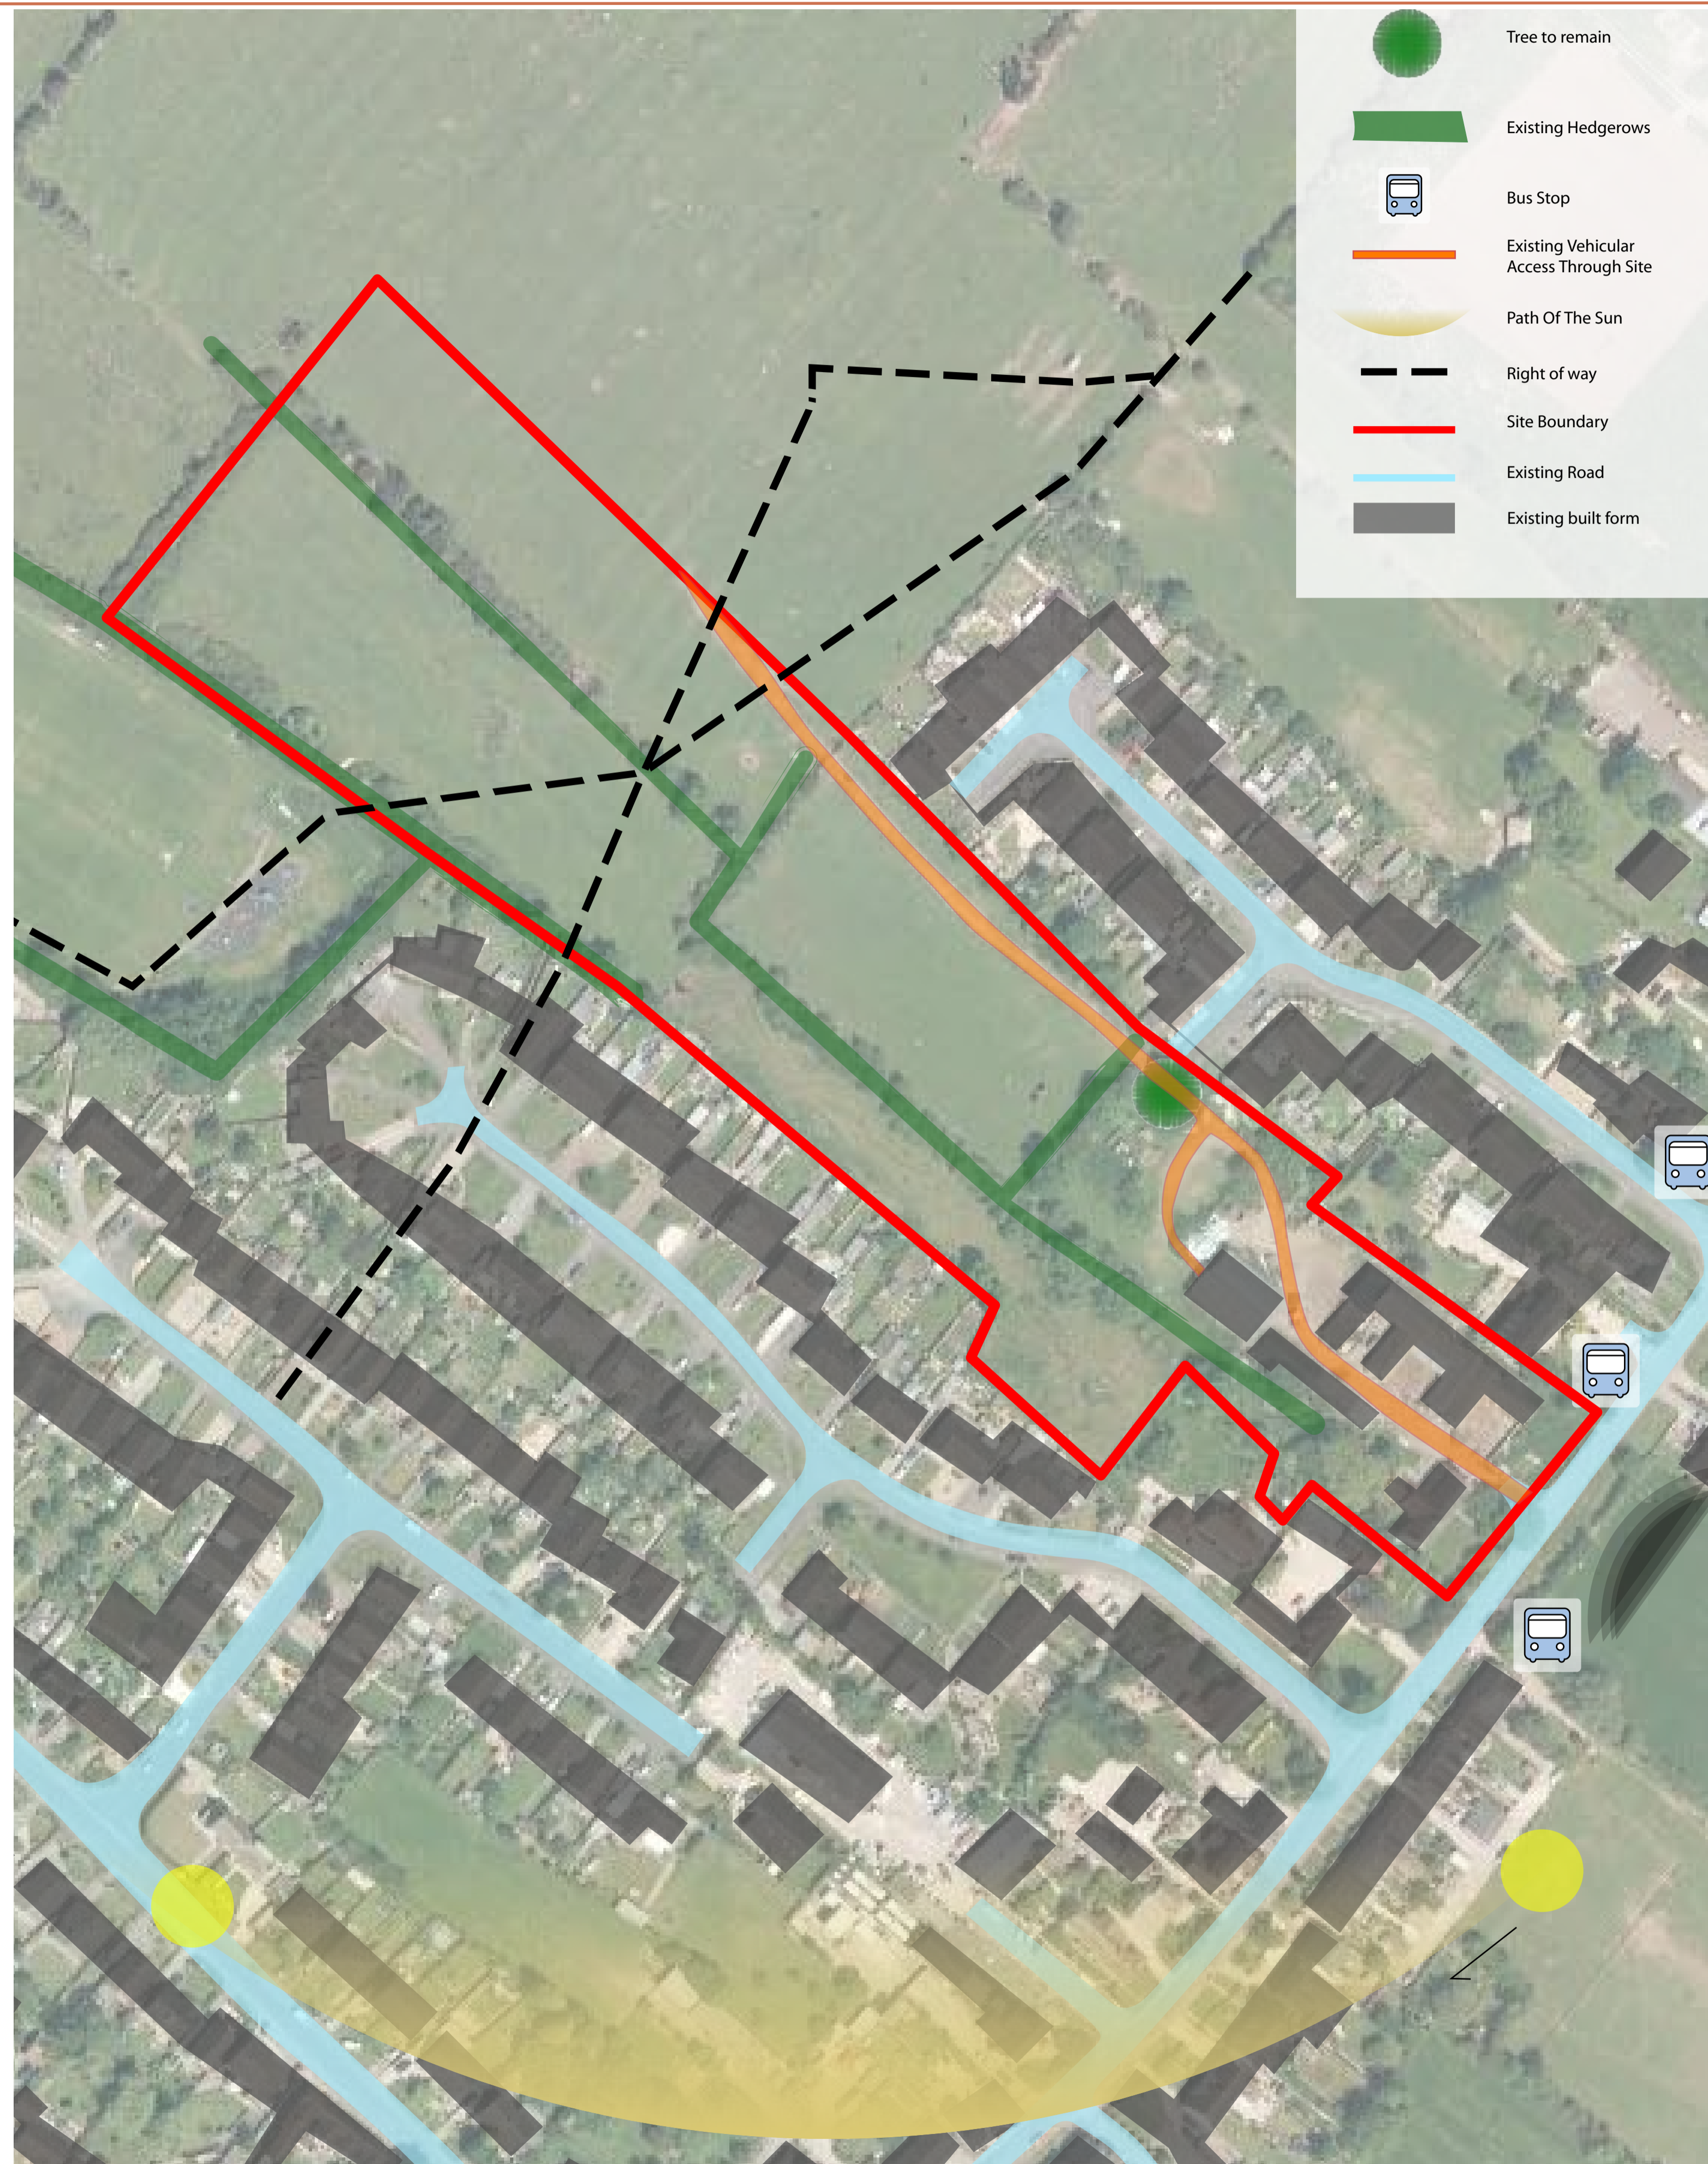 Tree to remain
Existing Hedgerows
Bus Stop
Existing Vehicular
Access Through Site
Path Of The Sun
Right of way
Site Boundary
Existing Road
Existing built form